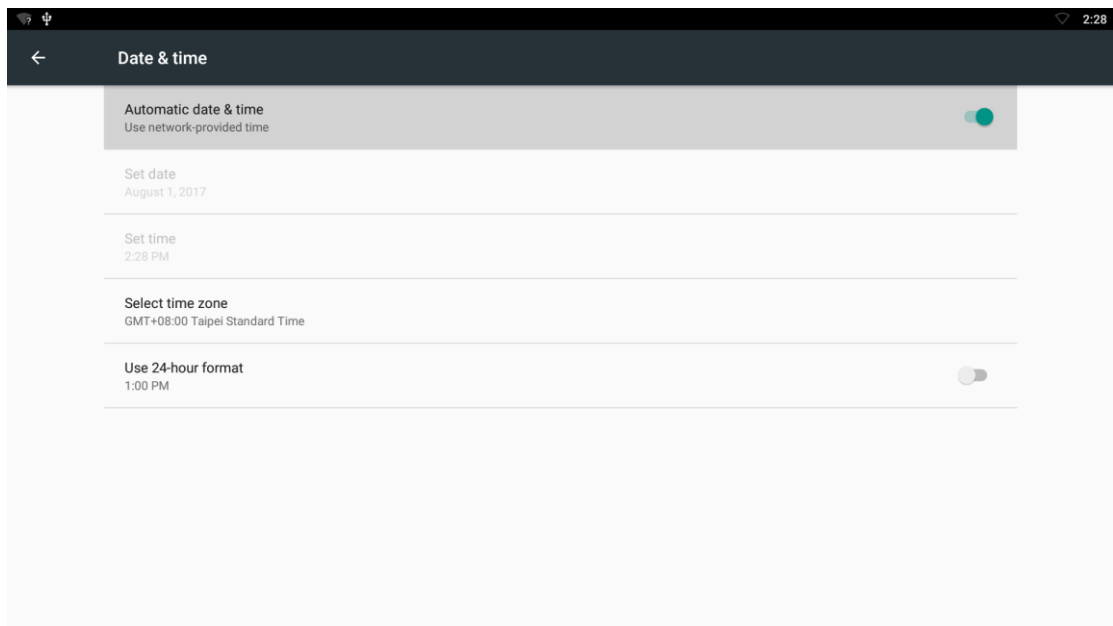 2:28
Date & time
Automatic date & time
Use network-provided time
Set date
August 1, 2017
Set time
2:28 PM
Select time zone
GMT+08:00 Taipei Standard Time
Use 24-hour format
1:00 PM